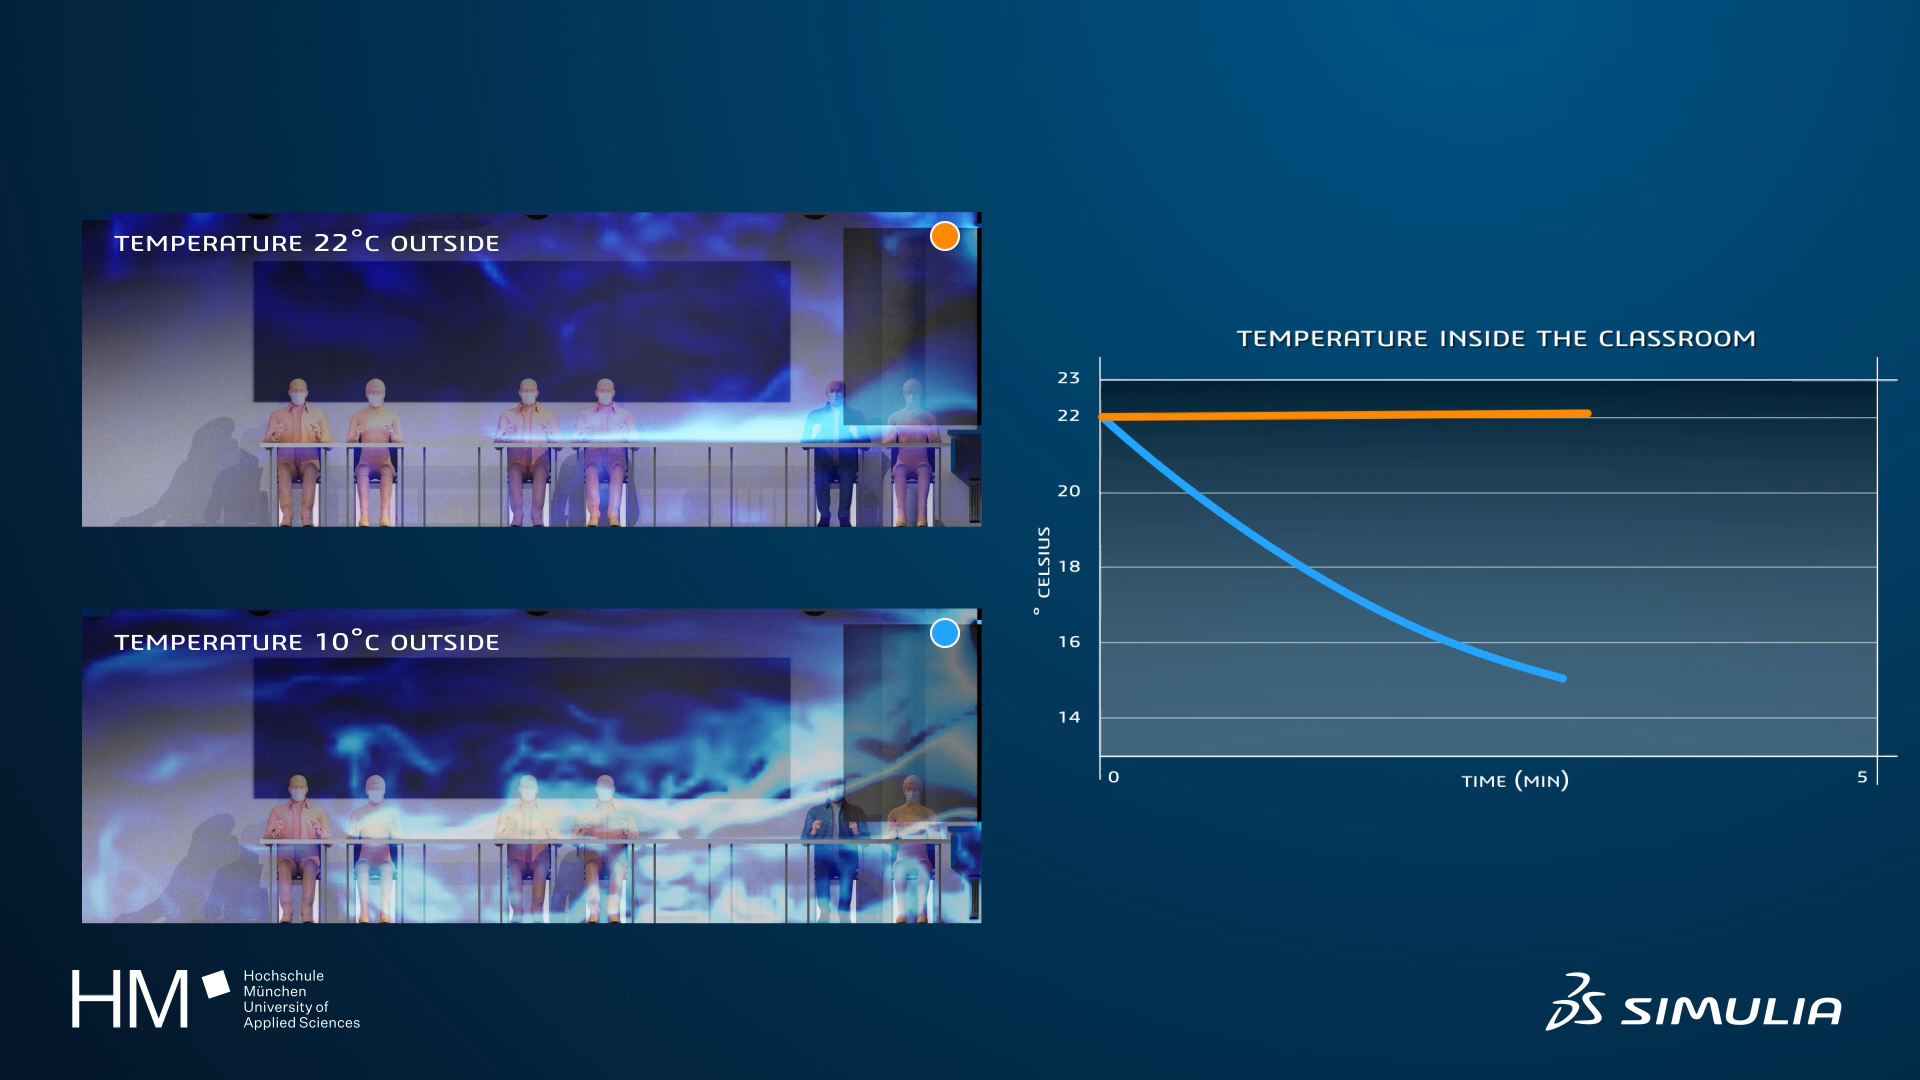 TEMPERATURE 22°C OUTSIDE
TEMPERATURE 10°C OUTSIDE
TEMPERATURE INSIDE THE CLASSROOM
23
22
20
18
16
14
° CELSIUS
0
TIME (MIN)
5
HM
Hochschule
München
University of
Applied Sciences
3DS SIMULIA